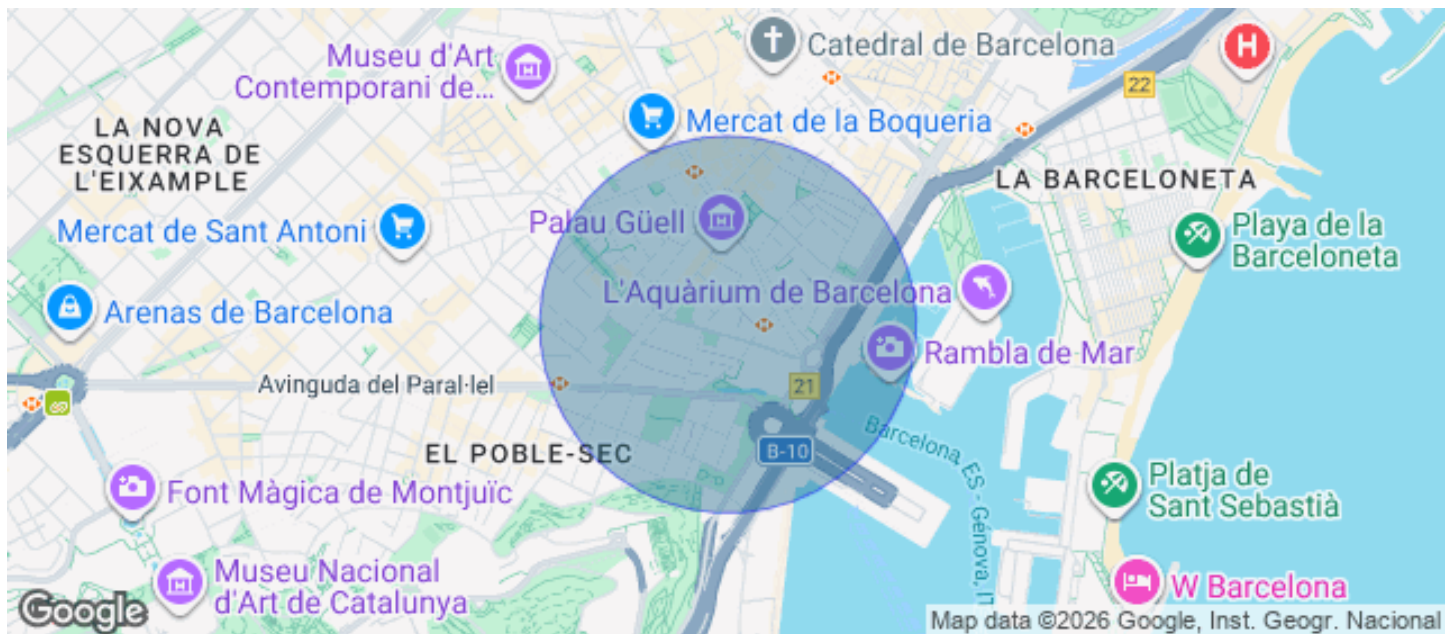 Museu d'Art
Contemporani de...
Catedral de Barcelona
H
22
Mercat de la Boqueria
LA NOVA
ESQUERRA DE
L'EIXAMPLE
LA BARCELONETA
Palau Güell
Mercat de Sant Antoni
Playa de la
Barceloneta
L'Aquàrium de Barcelona
Arenas de Barcelona
Rambla de Mar
Avinguda del Paral·lel
21
EL POBLE-SEC
B-10
Barcelona, ES - Génova, IT
Font Màgica de Montjuïc
Platja de
Sant Sebastià
Museu Nacional
d'Art de Catalunya
W Barcelona
Google
Map data ©2026 Google, Inst. Geogr. Nacional